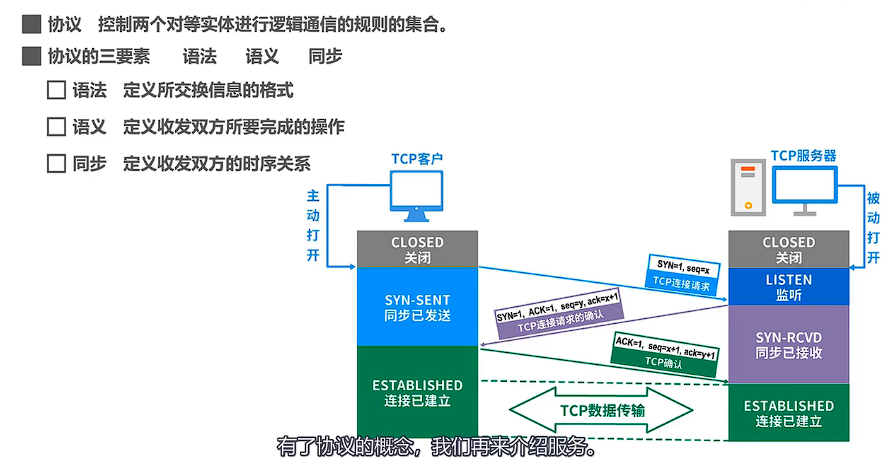 协议 控制两个对等实体进行逻辑通信的规则的集合。
协议的三要素 语法 语义 同步
语法 定义所交换信息的格式
语义 定义收发双方所要完成的操作
同步 定义收发双方的时序关系
TCP客户
TCP服务器
主动打开
被动打开
CLOSED
关闭
CLOSED
关闭
SYN=1, seq=x
TCP连接请求
LISTEN
监听
SYN-SENT
同步已发送
SYN=1, ACK=1, seq=y, ack=x+1
TCP连接请求的确认
SYN-RCVD
同步已接收
ACK=1, seq=x+1, ack=y+1
TCP确认
ESTABLISHED
连接已建立
TCP数据传输
ESTABLISHED
连接已建立
有了协议的概念，我们再来介绍服务。